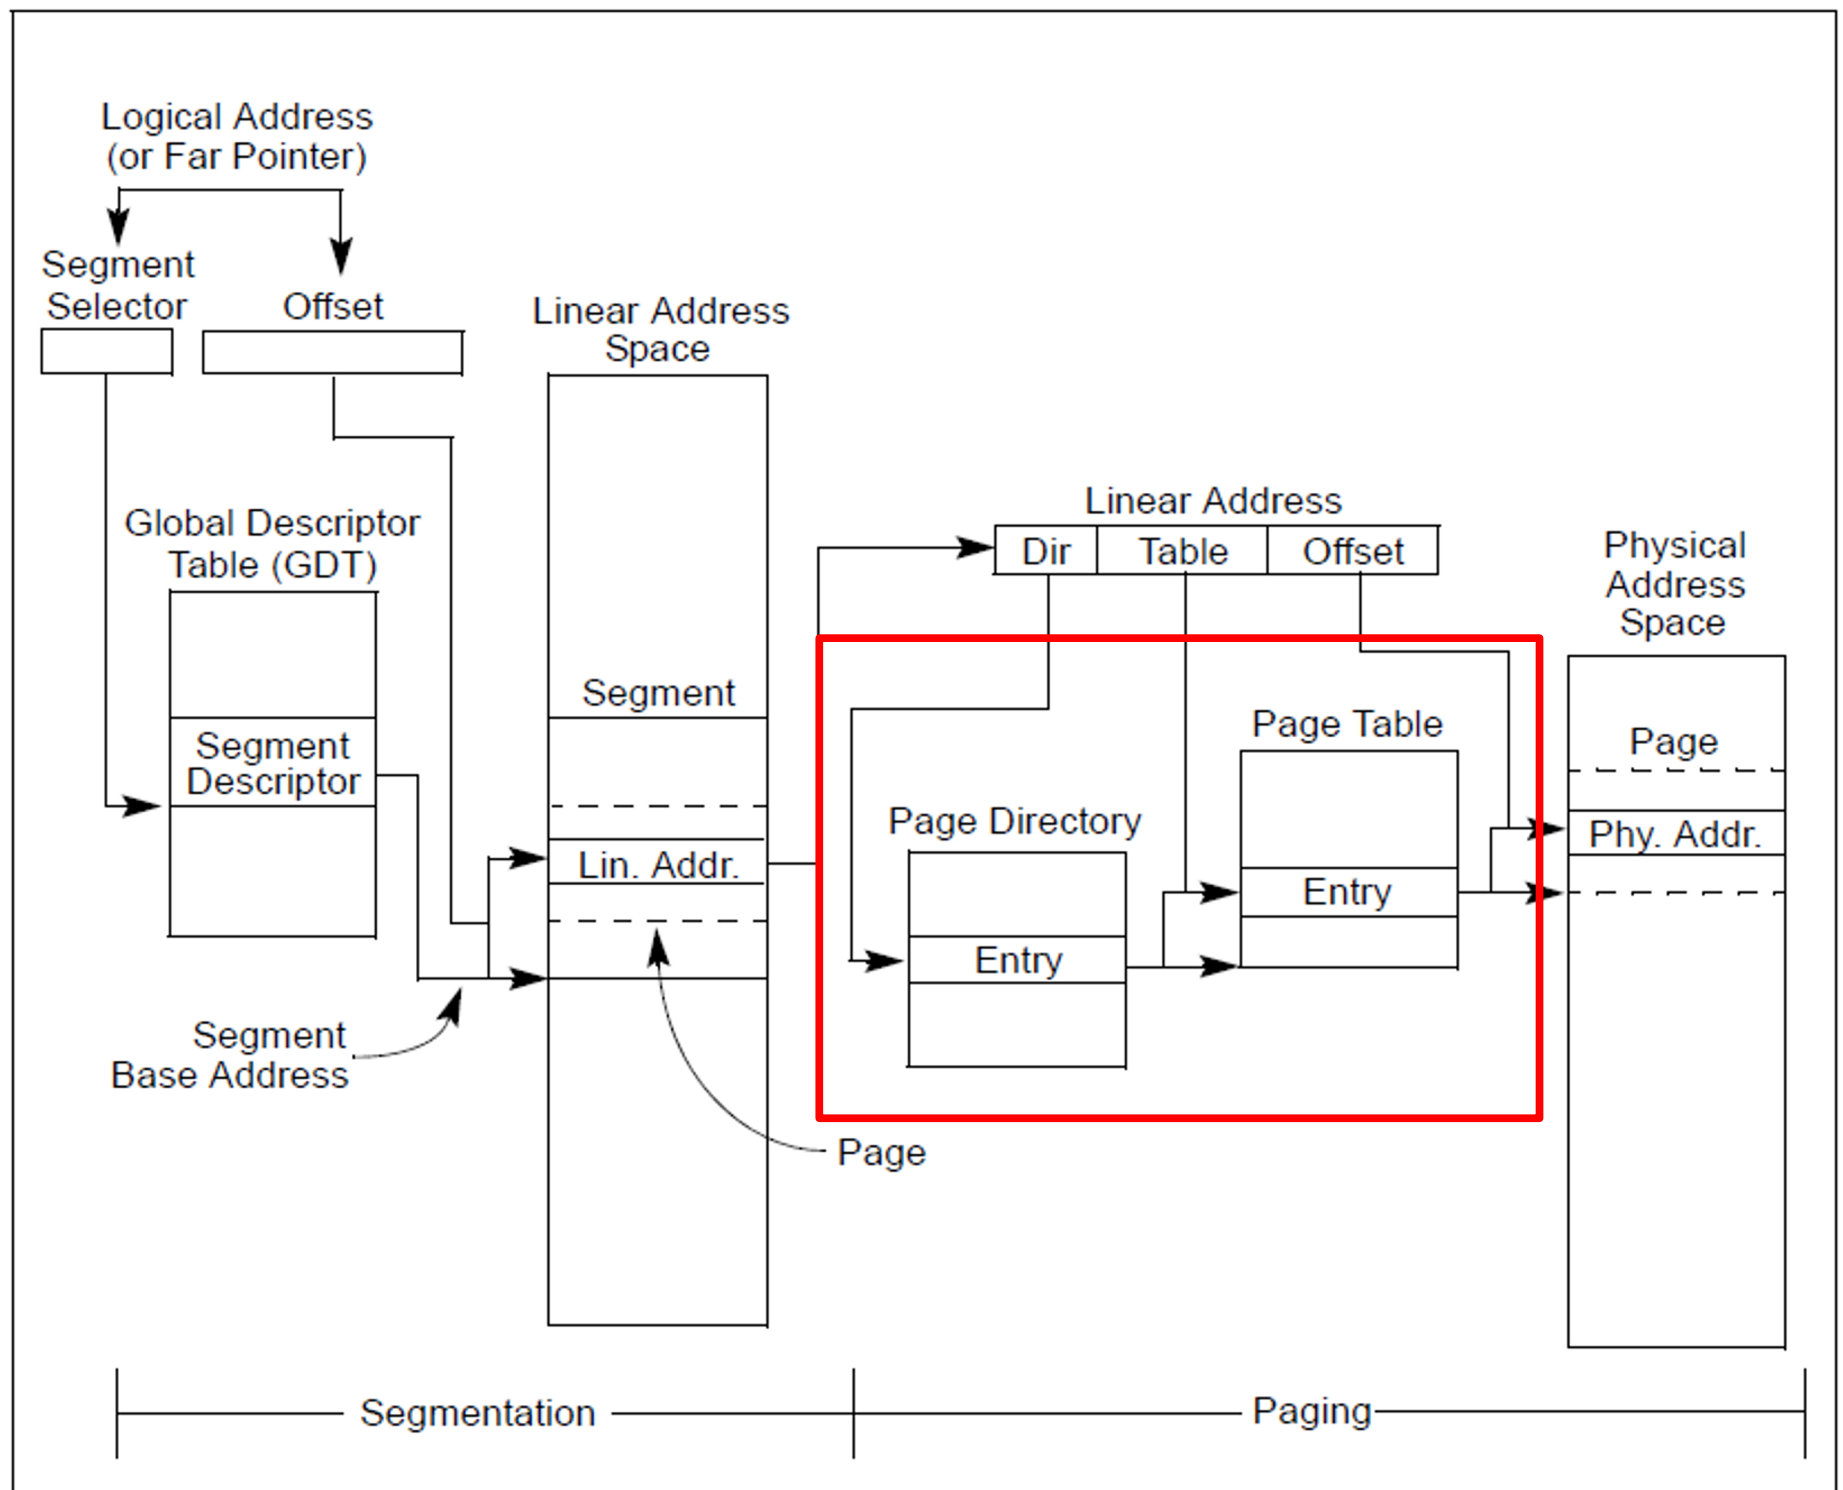 Logical Address
(or Far Pointer)
Segment
Selector
Offset
Linear Address
Space
Global Descriptor
Table (GDT)
Segment
Descriptor
Segment
Base Address
Segment
Lin. Addr.
Page
Linear Address
Dir
Table
Offset
Page Directory
Entry
Page Table
Entry
Physical
Address
Space
Page
Phy. Addr.
Segmentation
Paging